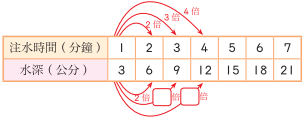 4 倍
3 倍
2 倍
注水時間（分鐘） 1 2 3 4 5 6 7
水深（公分） 3 6 9 12 15 18 21
2 倍 倍 倍